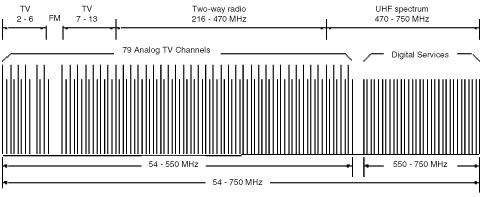 TV
2 - 6
FM
TV
7 - 13
Two-way radio
216 - 470 MHz
UHF spectrum
470 - 750 MHz
79 Analog TV Channels
Digital Services
54 - 550 MHz
550 - 750 MHz
54 - 750 MHz